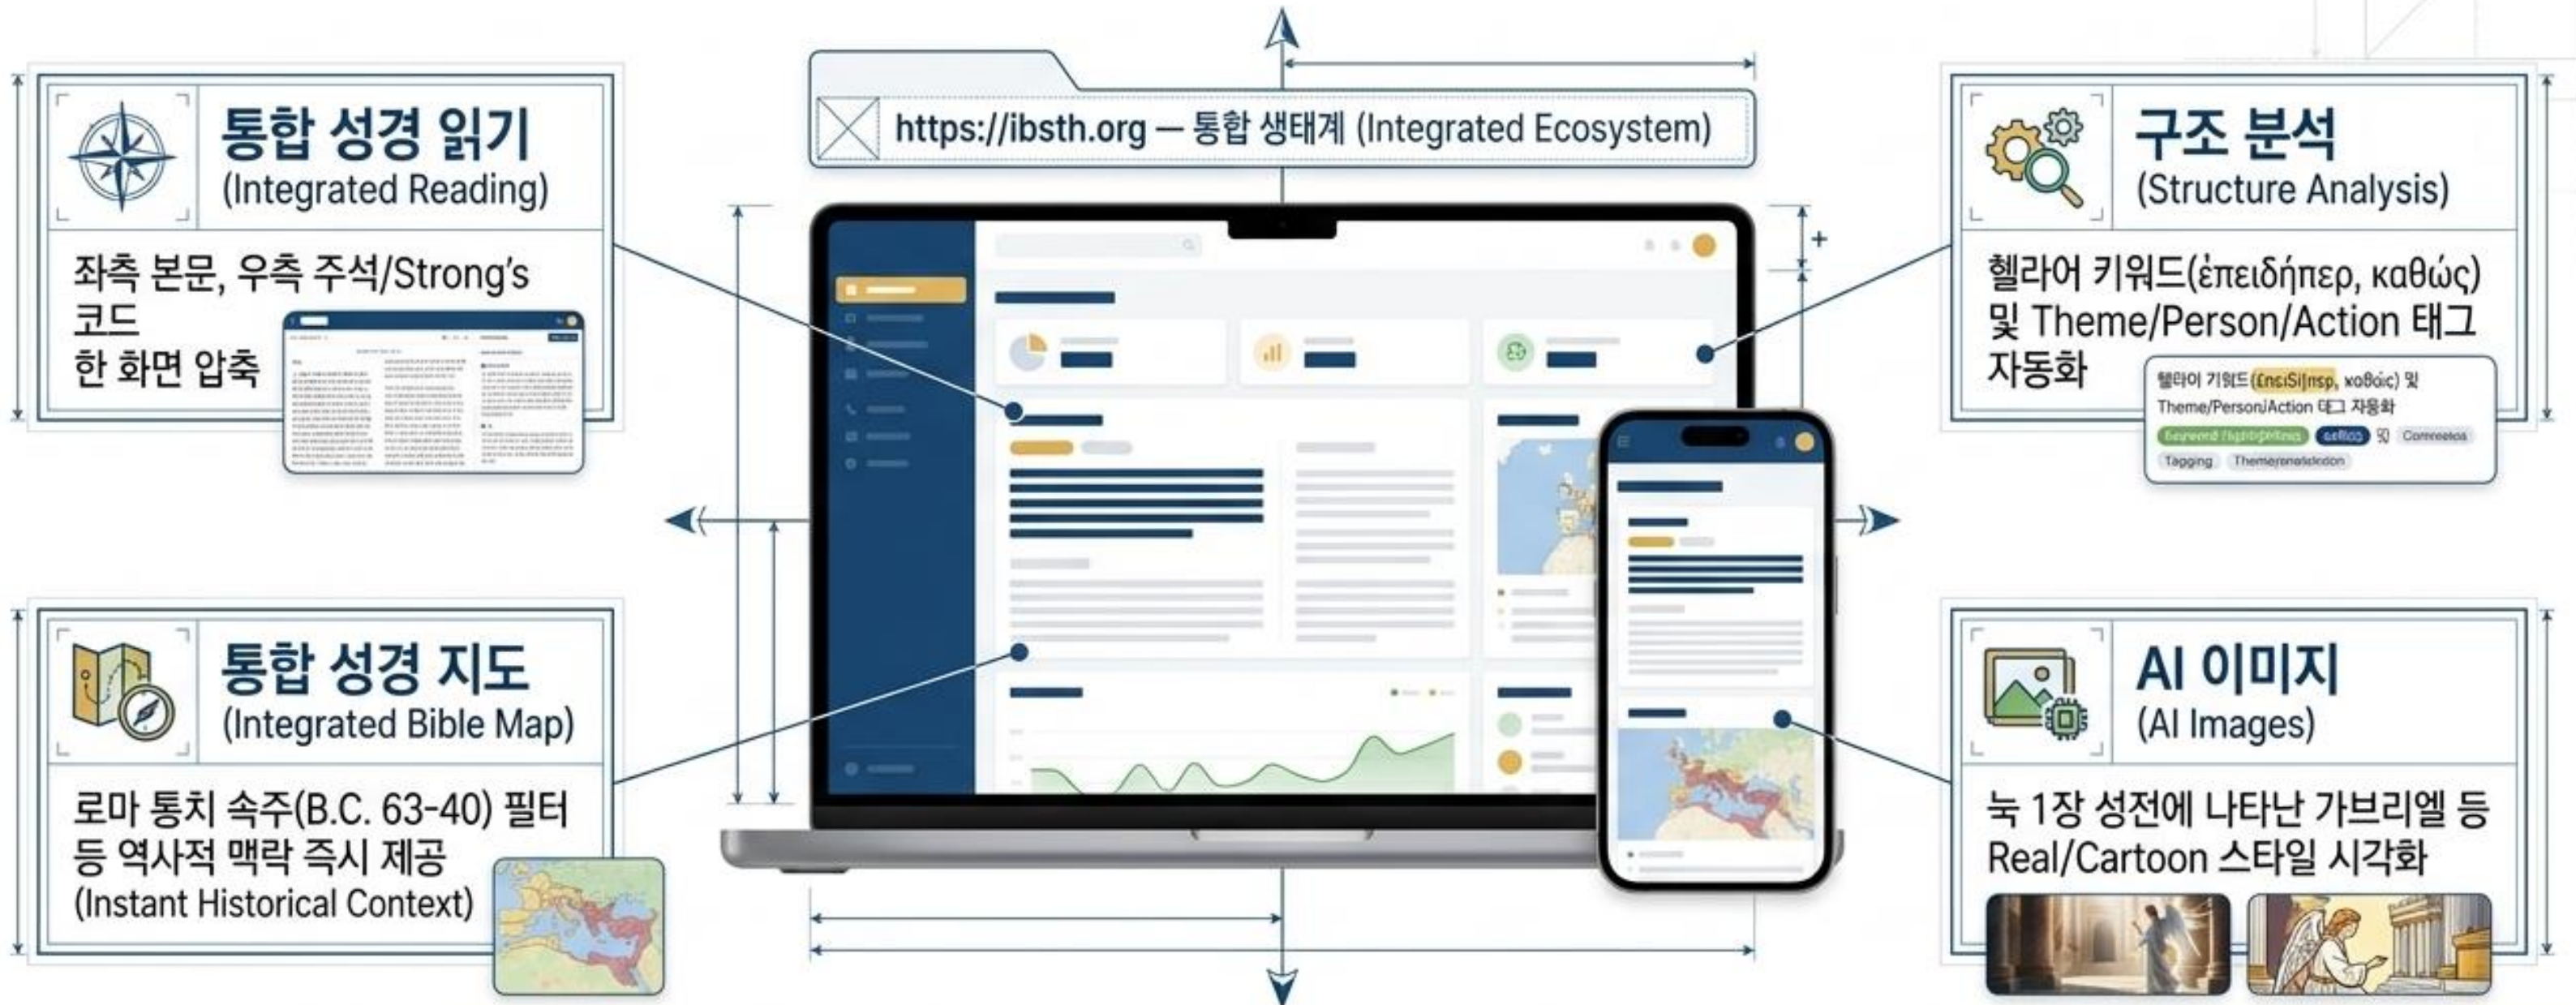 통합 성경 읽기
(Integrated Reading)
좌측 본문, 우측 주석/Strong's
코드
한 화면 압축
https://ibsth.org — 통합 생태계 (Integrated Ecosystem)
구조 분석
(Structure Analysis)
헬라어 키워드(ἐπειδήπερ, καθώς)
및 Theme/Person/Action 태그
자동화
Theme/Person/Action 태그 자동화
Tagging
통합 성경 지도
(Integrated Bible Map)
로마 통치 속주(B.C. 63-40) 필터
등 역사적 맥락 즉시 제공
(Instant Historical Context)
AI 이미지
(AI Images)
눅 1장 성전에 나타난 가브리엘 등
Real/Cartoon 스타일 시각화